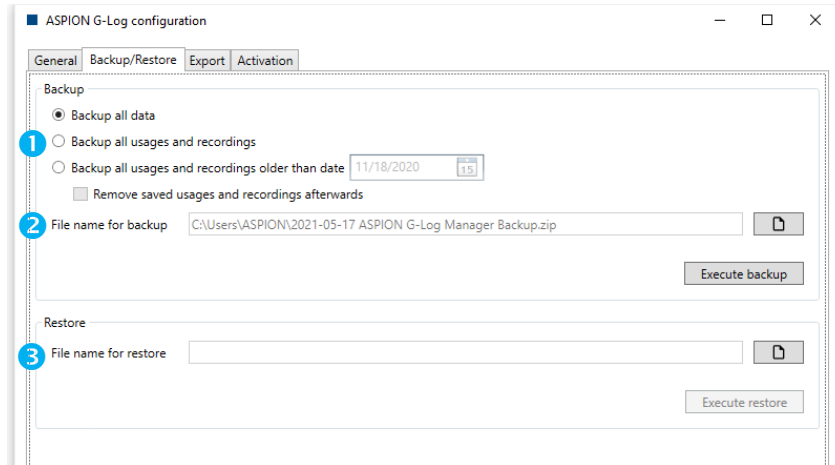 ASPION G-Log configuration
General Backup/Restore Export Activation
Backup
Backup all data
1 Backup all usages and recordings
Backup all usages and recordings older than date 11/18/2020 15
Remove saved usages and recordings afterwards
2 File name for backup C:\Users\ASPION\2021-05-17 ASPION G-Log Manager Backup.zip
Execute backup
Restore
3 File name for restore
Execute restore